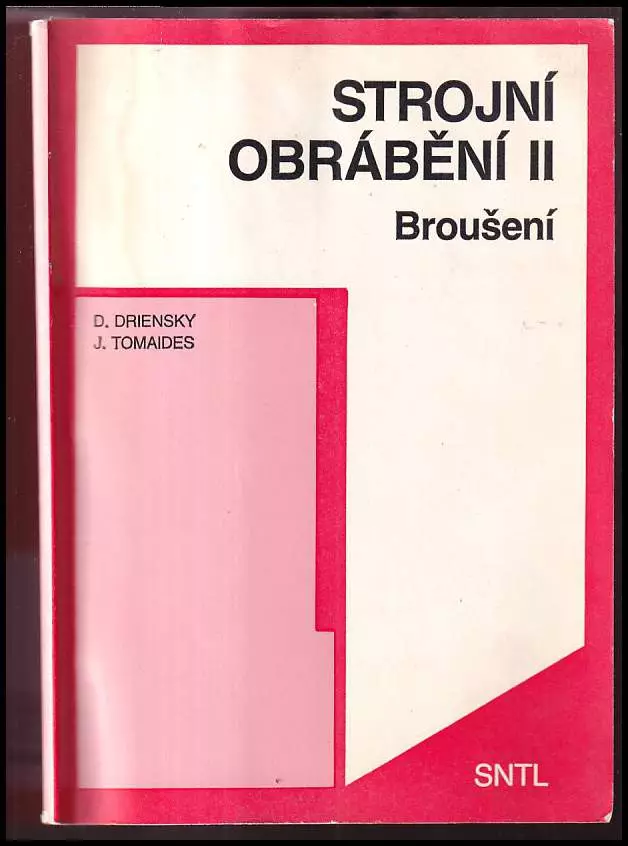 STROJNÍ
OBRÁBĚNÍ II
Broušení
D. DRIENSKY
J. TOMAIDES
SNTL